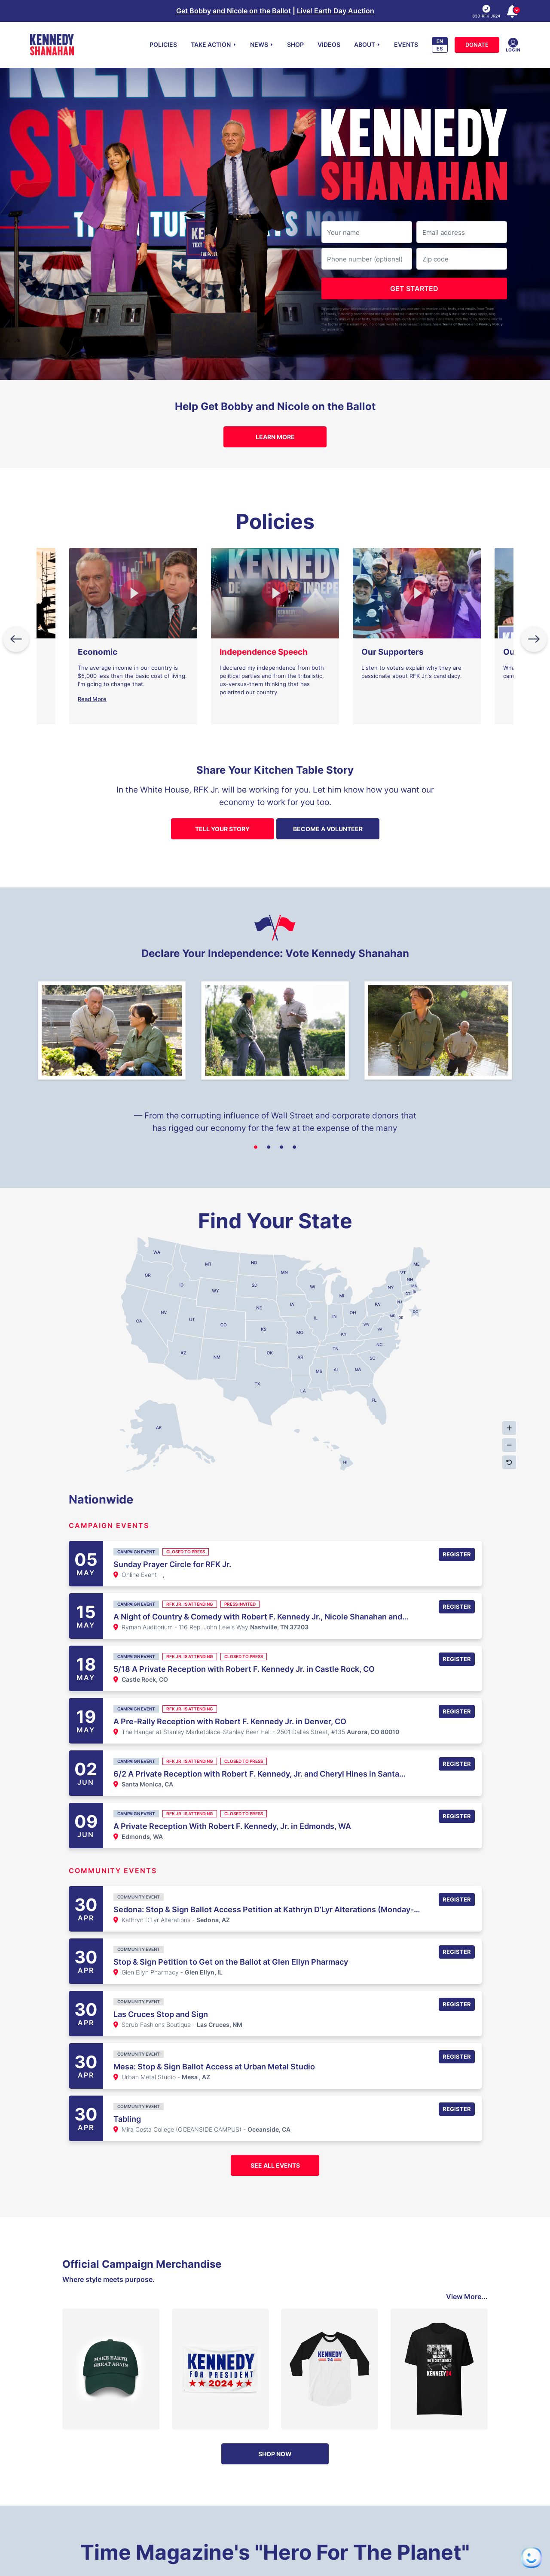 Get Bobby and Nicole on the Ballot | Live! Earth Day Auction
KENNEDY
SHANAHAN
POLICIES
TAKE ACTION
NEWS
SHOP
VIDEOS
ABOUT
EVENTS
EN
ES
DONATE
LOGIN
KENNEDY
SHANAHAN
Your name
Email address
Phone number (optional)
Zip code
GET STARTED
Help Get Bobby and Nicole on the Ballot
LEARN MORE
Policies
Economic
The average income in our country is
$5,000 less than the basic cost of living.
I'm going to change that.
Read More
Independence Speech
I declared my independence from both
political parties and from the tribalistic,
us-versus-them thinking that has
polarized our country.
Our Supporters
Listen to voters explain why they are
passionate about RFK Jr.'s candidacy.
Share Your Kitchen Table Story
In the White House, RFK Jr. will be working for you. Let him know how you want our
economy to work for you too.
TELL YOUR STORY
BECOME A VOLUNTEER
Declare Your Independence: Vote Kennedy Shanahan
— From the corrupting influence of Wall Street and corporate donors that
has rigged our economy for the few at the expense of the many
Find Your State
WA
MT
ND
MN
ME
OR
ID
WY
SD
WI
MI
NY
VT
NH
MA
CT
NV
UT
CO
NE
IA
IL
IN
OH
PA
NJ
MD
DE
DC
CA
AZ
NM
KS
MO
KY
WV
VA
OK
AR
TN
NC
SC
TX
LA
MS
AL
GA
FL
AK
HI
Nationwide
CAMPAIGN EVENTS
05
MAY
CAMPAIGN EVENT
CLOSED TO PRESS
Sunday Prayer Circle for RFK Jr.
Online Event - ,
REGISTER
15
MAY
CAMPAIGN EVENT
RFK JR. IS ATTENDING
PRESS INVITED
A Night of Country & Comedy with Robert F. Kennedy Jr., Nicole Shanahan and...
Ryman Auditorium - 116 Rep. John Lewis Way Nashville, TN 37203
REGISTER
18
MAY
CAMPAIGN EVENT
RFK JR. IS ATTENDING
CLOSED TO PRESS
5/18 A Private Reception with Robert F. Kennedy Jr. in Castle Rock, CO
Castle Rock, CO
REGISTER
19
MAY
CAMPAIGN EVENT
RFK JR. IS ATTENDING
A Pre-Rally Reception with Robert F. Kennedy Jr. in Denver, CO
The Hangar at Stanley Marketplace-Stanley Beer Hall - 2501 Dallas Street, #135 Aurora, CO 80010
REGISTER
02
JUN
CAMPAIGN EVENT
RFK JR. IS ATTENDING
CLOSED TO PRESS
6/2 A Private Reception with Robert F. Kennedy, Jr. and Cheryl Hines in Santa...
Santa Monica, CA
REGISTER
09
JUN
CAMPAIGN EVENT
RFK JR. IS ATTENDING
CLOSED TO PRESS
A Private Reception With Robert F. Kennedy, Jr. in Edmonds, WA
Edmonds, WA
REGISTER
COMMUNITY EVENTS
30
APR
COMMUNITY EVENT
Sedona: Stop & Sign Ballot Access Petition at Kathryn D'Lyr Alterations (Monday-...
Kathryn D'Lyr Alterations - Sedona, AZ
REGISTER
30
APR
COMMUNITY EVENT
Stop & Sign Petition to Get on the Ballot at Glen Ellyn Pharmacy
Glen Ellyn Pharmacy - Glen Ellyn, IL
REGISTER
30
APR
COMMUNITY EVENT
Las Cruces Stop and Sign
Scrub Fashions Boutique - Las Cruces, NM
REGISTER
30
APR
COMMUNITY EVENT
Mesa: Stop & Sign Ballot Access at Urban Metal Studio
Urban Metal Studio - Mesa , AZ
REGISTER
30
APR
COMMUNITY EVENT
Tabling
Mira Costa College (OCEANSIDE CAMPUS) - Oceanside, CA
REGISTER
SEE ALL EVENTS
Official Campaign Merchandise
Where style meets purpose.
View More...
MAKE EARTH
GREAT AGAIN
KENNEDY
FOR PRESIDENT
2024
KENNEDY
24
KENNEDY24
SHOP NOW
Time Magazine's "Hero For The Planet"